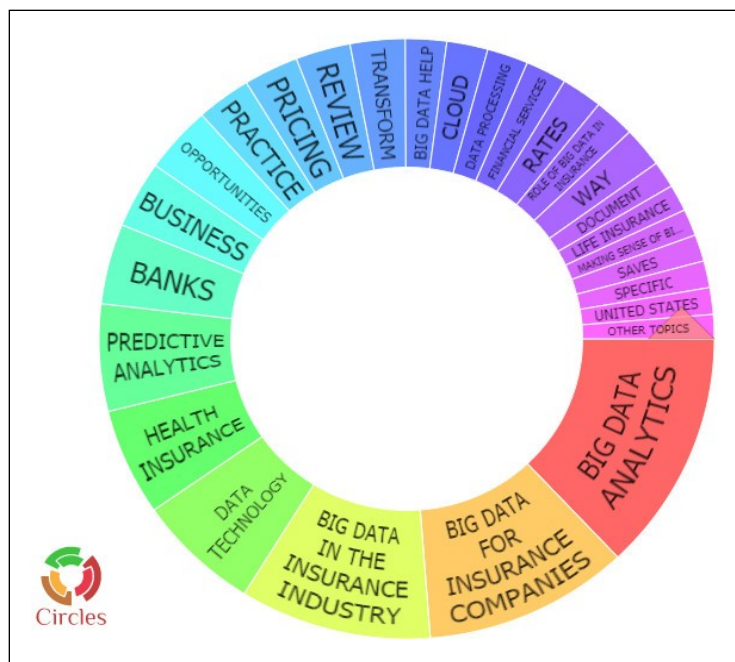 BIG DATA HELP
CLOUD
DATA PROCESSING
FINANCIAL SERVICES
RATES
ROLE OF BIG DATA IN
INSURANCE
WAY
DOCUMENT
LIFE INSURANCE
MAKING SENSE OF BI...
SAVES
SPECIFIC
UNITED STATES
OTHER TOPICS
BIG DATA
ANALYTICS
BIG DATA
FOR
INSURANCE
COMPANIES
BIG DATA
IN THE
INSURANCE
INDUSTRY
DATA
TECHNOLOGY
HEALTH
INSURANCE
PREDICTIVE
ANALYTICS
BANKS
BUSINESS
OPPORTUNITIES
PRACTICE
PRICING
REVIEW
TRANSFORM
Circles